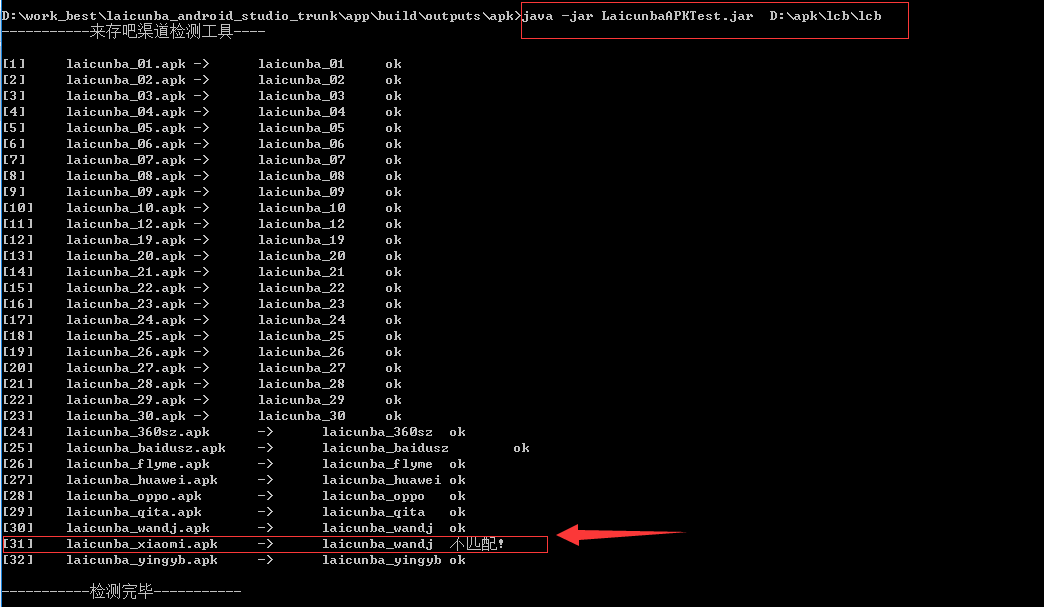 D:\work_best\laicunba_android_studio_trunk\app\build\outputs\apk>java -jar LaicunbaAPKTest.jar  D:\apk\lcb\lcb
-----------来存吧渠道检测工具----
[1]     laicunba_01.apk ->      laicunba_01     ok
[2]     laicunba_02.apk ->      laicunba_02     ok
[3]     laicunba_03.apk ->      laicunba_03     ok
[4]     laicunba_04.apk ->      laicunba_04     ok
[5]     laicunba_05.apk ->      laicunba_05     ok
[6]     laicunba_06.apk ->      laicunba_06     ok
[7]     laicunba_07.apk ->      laicunba_07     ok
[8]     laicunba_08.apk ->      laicunba_08     ok
[9]     laicunba_09.apk ->      laicunba_09     ok
[10]    laicunba_10.apk ->      laicunba_10     ok
[11]    laicunba_12.apk ->      laicunba_12     ok
[12]    laicunba_19.apk ->      laicunba_19     ok
[13]    laicunba_20.apk ->      laicunba_20     ok
[14]    laicunba_21.apk ->      laicunba_21     ok
[15]    laicunba_22.apk ->      laicunba_22     ok
[16]    laicunba_23.apk ->      laicunba_23     ok
[17]    laicunba_24.apk ->      laicunba_24     ok
[18]    laicunba_25.apk ->      laicunba_25     ok
[19]    laicunba_26.apk ->      laicunba_26     ok
[20]    laicunba_27.apk ->      laicunba_27     ok
[21]    laicunba_28.apk ->      laicunba_28     ok
[22]    laicunba_29.apk ->      laicunba_29     ok
[23]    laicunba_30.apk ->      laicunba_30     ok
[24]    laicunba_360sz.apk      ->      laicunba_360sz  ok
[25]    laicunba_baidusz.apk    ->      laicunba_baidusz        ok
[26]    laicunba_flyme.apk      ->      laicunba_flyme  ok
[27]    laicunba_huawei.apk     ->      laicunba_huawei ok
[28]    laicunba_oppo.apk       ->      laicunba_oppo   ok
[29]    laicunba_qita.apk       ->      laicunba_qita   ok
[30]    laicunba_wandj.apk      ->      laicunba_wandj  ok
[31]    laicunba_xiaomi.apk     ->      laicunba_wandj  不匹配!
[32]    laicunba_yingyb.apk     ->      laicunba_yingyb ok
-----------检测完毕-----------